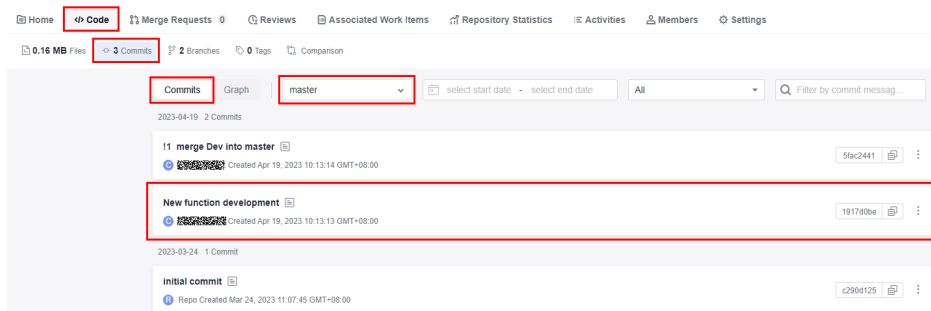 Home </> Code Merge Requests 0 Reviews Associated Work Items Repository Statistics Activities Members Settings
0.16 MB Files 3 Commits 2 Branches 0 Tags Comparison
Commits Graph master select start date - select end date All Filter by commit messag...
2023-04-19 2 Commits
!1 merge Dev into master
5fac2441
C Created Apr 19, 2023 10:13:14 GMT+08:00
New function development
1917d0be
C Created Apr 19, 2023 10:13:13 GMT+08:00
2023-03-24 1 Commit
initial commit
c290d125
R Repo Created Mar 24, 2023 11:07:45 GMT+08:00